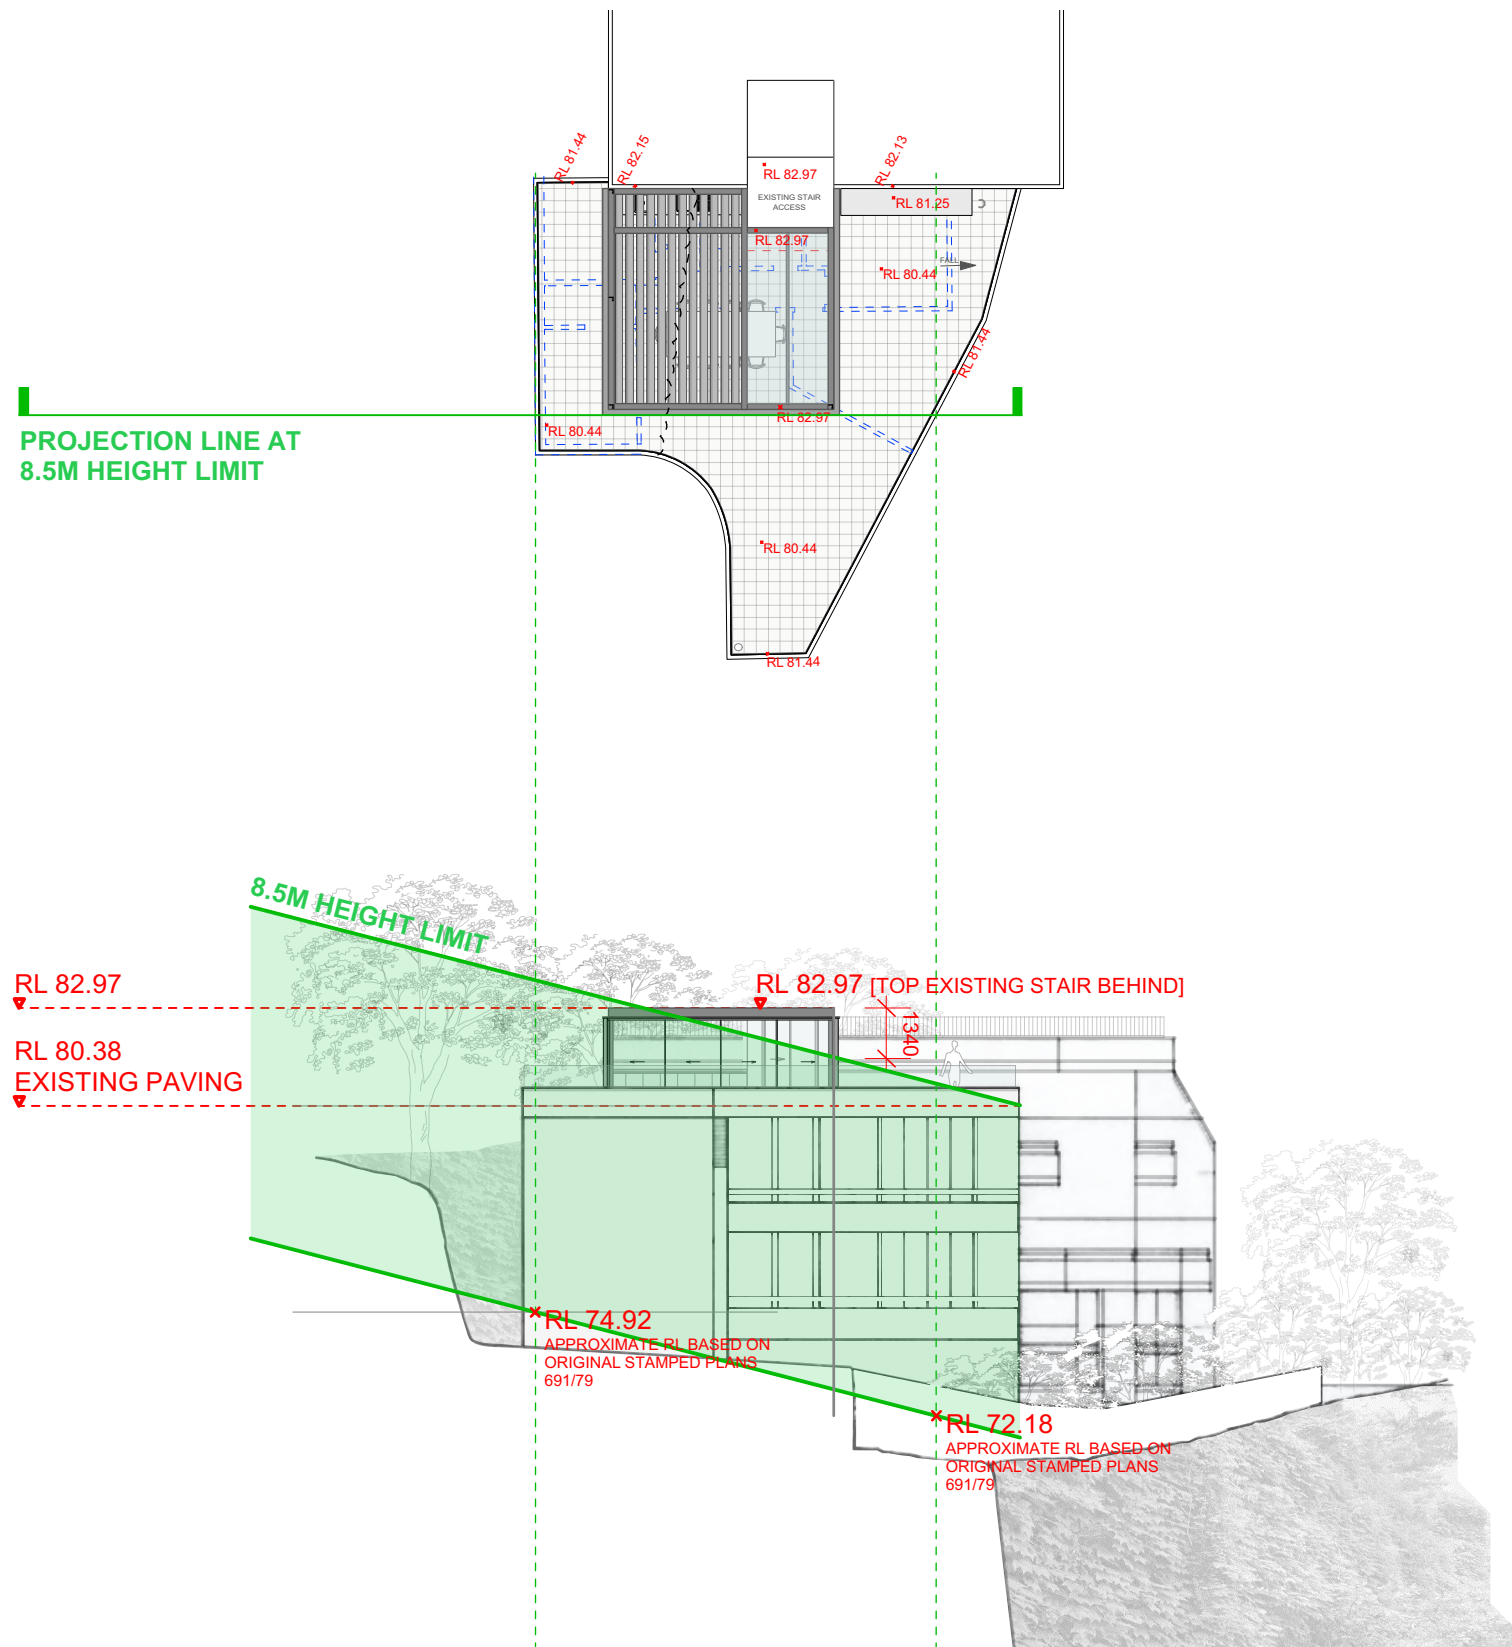 RL 81.44
RL 82.15
RL 82.13
RL 82.97
EXISTING STAIR
ACCESS
RL 81.25
RL 82.97
FALL
RL 80.44
RL 81.44
RL 82.97
RL 80.44
PROJECTION LINE AT
8.5M HEIGHT LIMIT
RL 80.44
RL 81.44
8.5M HEIGHT LIMIT
RL 82.97
RL 82.97 [TOP EXISTING STAIR BEHIND]
1340
RL 80.38
EXISTING PAVING
RL 74.92
APPROXIMATE RL BASED ON
ORIGINAL STAMPED PLANS
691/79
RL 72.18
APPROXIMATE RL BASED ON
ORIGINAL STAMPED PLANS
691/79